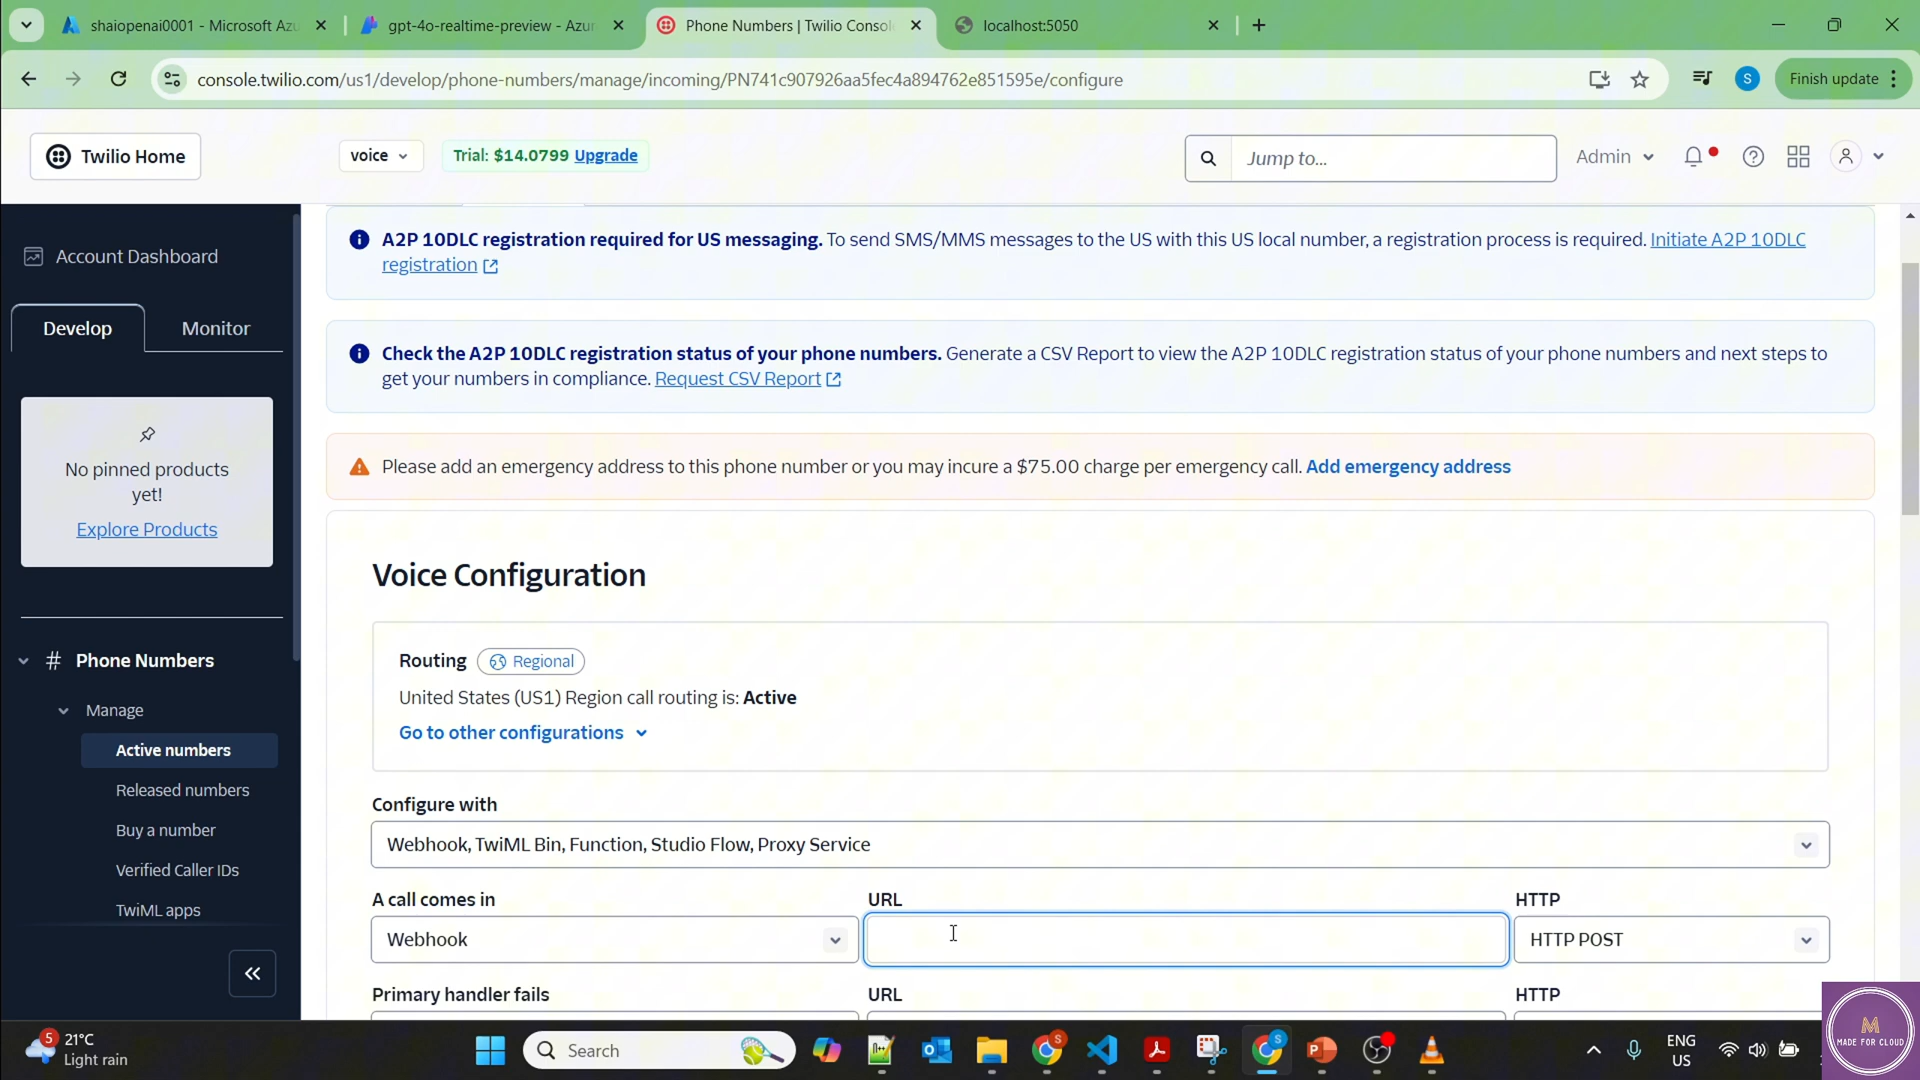 shaiopenai0001 - Microsoft Azu
gpt-4o-realtime-preview - Azur
Phone Numbers | Twilio Consol
localhost:5050
console.twilio.com/us1/develop/phone-numbers/manage/incoming/PN741c907926aa5fec4a894762e851595e/configure
S
Finish update
Twilio Home
voice
Trial: $14.0799 Upgrade
Jump to...
Admin
Account Dashboard
Develop
Monitor
No pinned products
yet!
Explore Products
# Phone Numbers
Manage
Active numbers
Released numbers
Buy a number
Verified Caller IDs
TwiML apps
A2P 10DLC registration required for US messaging. To send SMS/MMS messages to the US with this US local number, a registration process is required. Initiate A2P 10DLC
registration
Check the A2P 10DLC registration status of your phone numbers. Generate a CSV Report to view the A2P 10DLC registration status of your phone numbers and next steps to
get your numbers in compliance. Request CSV Report
Please add an emergency address to this phone number or you may incure a $75.00 charge per emergency call. Add emergency address
Voice Configuration
Routing Regional
United States (US1) Region call routing is: Active
Go to other configurations
Configure with
Webhook, TwiML Bin, Function, Studio Flow, Proxy Service
A call comes in
URL
HTTP
Webhook
HTTP POST
Primary handler fails
URL
HTTP
5
21°C
Light rain
Search
ENG
US
M
MADE FOR CLOUD